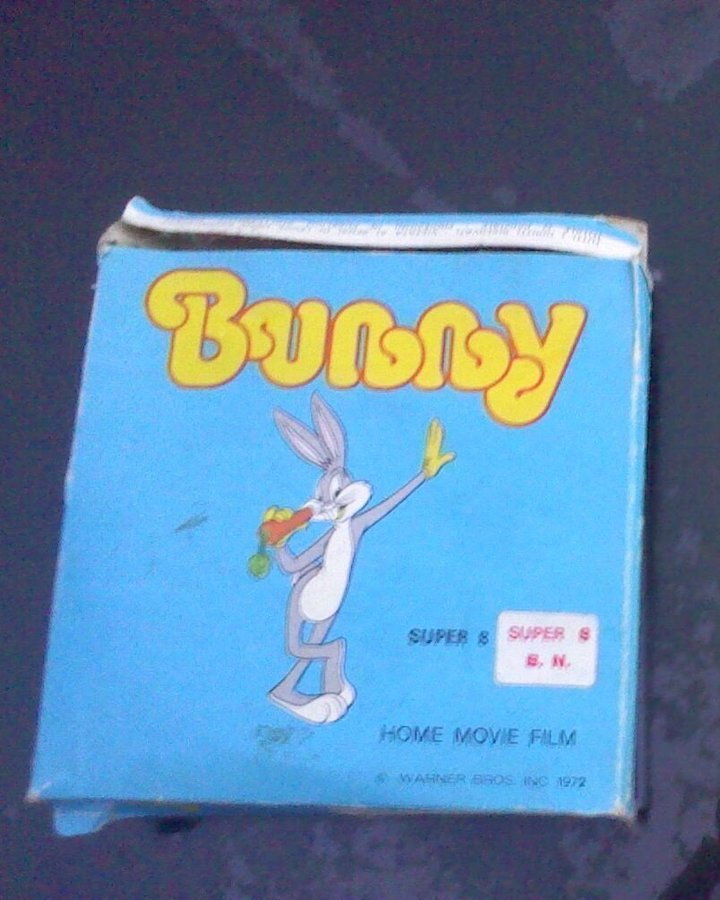 Bunny
SUPER 8
SUPER 8
B. N.
HOME MOVIE FILM
© WARNER BROS. INC 1972